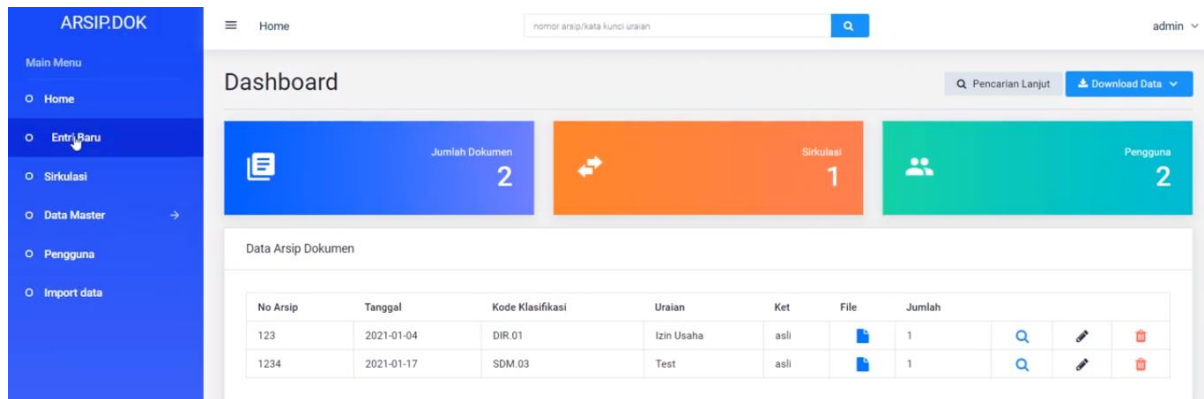 ARSIP.DOK
Main Menu
Home
Entri Baru
Sirkulasi
Data Master
Pengguna
Import data
Home
nomor arsip/kata kunci uraian
admin
Dashboard
Pencarian Lanjut
Download Data
Jumlah Dokumen
2
Sirkulasi
1
Pengguna
2
Data Arsip Dokumen
No Arsip Tanggal Kode Klasifikasi Uraian Ket File Jumlah
123 2021-01-04 DIR.01 Izin Usaha asli 1
1234 2021-01-17 SDM.03 Test asli 1